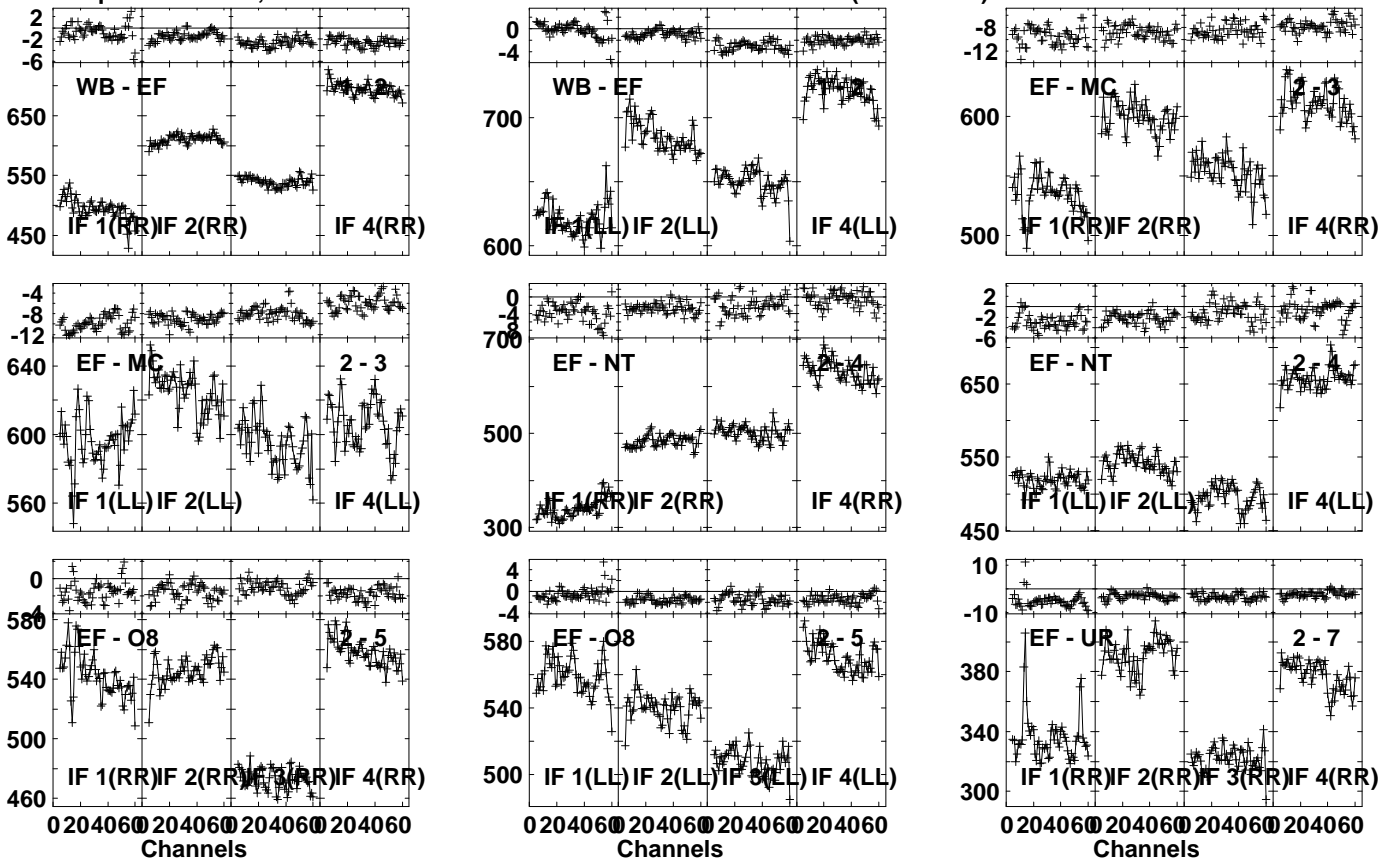 2
0
-2
-6
WB - EF
1 - 2
650
550
450
IF 1(RR) IF 2(RR) IF 4(RR)
0
-4
WB - EF
1 - 2
700
600
IF 1(LL) IF 2(LL) IF 4(LL)
-8
-12
EF - MC
2 - 3
600
500
IF 1(RR) IF 2(RR) IF 4(RR)
-4
-8
-12
EF - MC
2 - 3
640
600
560
IF 1(LL) IF 2(LL) IF 4(LL)
0
-4
-8
700
EF - NT
2 - 4
500
300
IF 1(RR) IF 2(RR) IF 4(RR)
2
-2
-6
EF - NT
2 - 4
650
550
450
IF 1(LL) IF 2(LL) IF 4(LL)
0
-4
580
EF - O8
2 - 5
540
500
460
IF 1(RR) IF 2(RR) IF 3(RR) IF 4(RR)
0 204060 0 204060 0 204060 0 204060
Channels
4
0
-4
EF - O8
2 - 5
580
540
500
IF 1(LL) IF 2(LL) IF 3(LL) IF 4(LL)
0 204060 0 204060 0 204060 0 204060
Channels
10
-10
EF - UR
2 - 7
380
340
300
IF 1(RR) IF 2(RR) IF 3(RR) IF 4(RR)
0 204060 0 204060 0 204060 0 204060
Channels